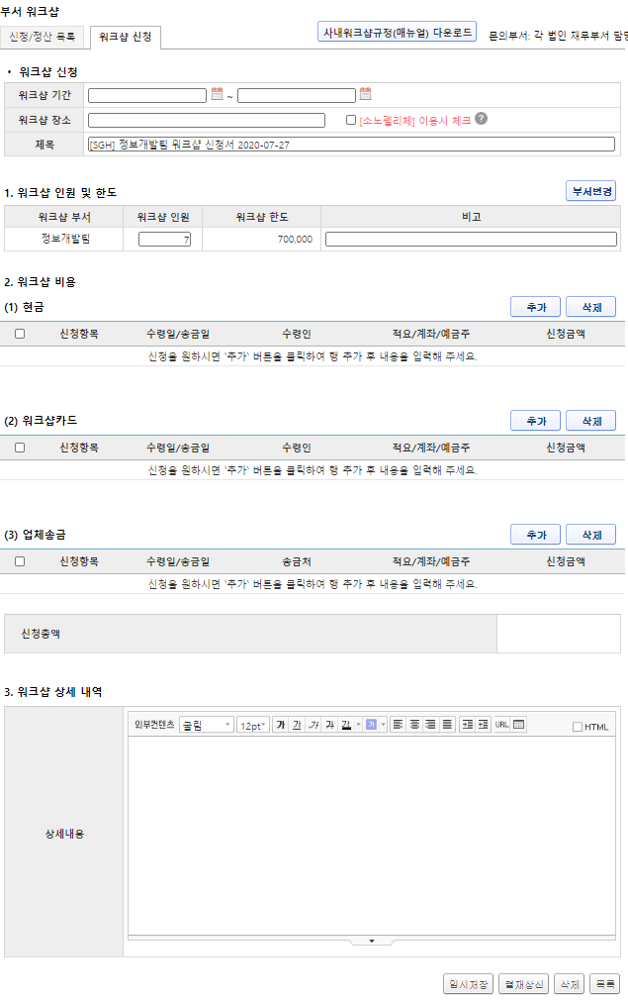 부서 워크샵
신청/정산 목록 워크샵 신청 사내워크샵규정(매뉴얼) 다운로드 문의부서: 각 법인 재무부서 담당
• 워크샵 신청
워크샵 기간 ~
워크샵 장소 [소노펠리체] 이용시 체크 ?
제목 [SGH] 정보개발팀 워크샵 신청서 2020-07-27
1. 워크샵 인원 및 한도 부서변경
워크샵 부서 워크샵 인원 워크샵 한도 비고
정보개발팀 7 700,000
2. 워크샵 비용
(1) 현금 추가 삭제
신청항목 수령일/송금일 수령인 적요/계좌/예금주 신청금액
신청을 원하시면 '추가' 버튼을 클릭하여 행 추가 후 내용을 입력해 주세요.
(2) 워크샵카드 추가 삭제
신청항목 수령일/송금일 수령인 적요/계좌/예금주 신청금액
신청을 원하시면 '추가' 버튼을 클릭하여 행 추가 후 내용을 입력해 주세요.
(3) 업체송금 추가 삭제
신청항목 수령일/송금일 송금처 적요/계좌/예금주 신청금액
신청을 원하시면 '추가' 버튼을 클릭하여 행 추가 후 내용을 입력해 주세요.
신청총액
3. 워크샵 상세 내역
외부컨텐츠 굴림 12pt 가 가 가 가 가 가 URL HTML
상세내용
임시저장 결재상신 삭제 목록